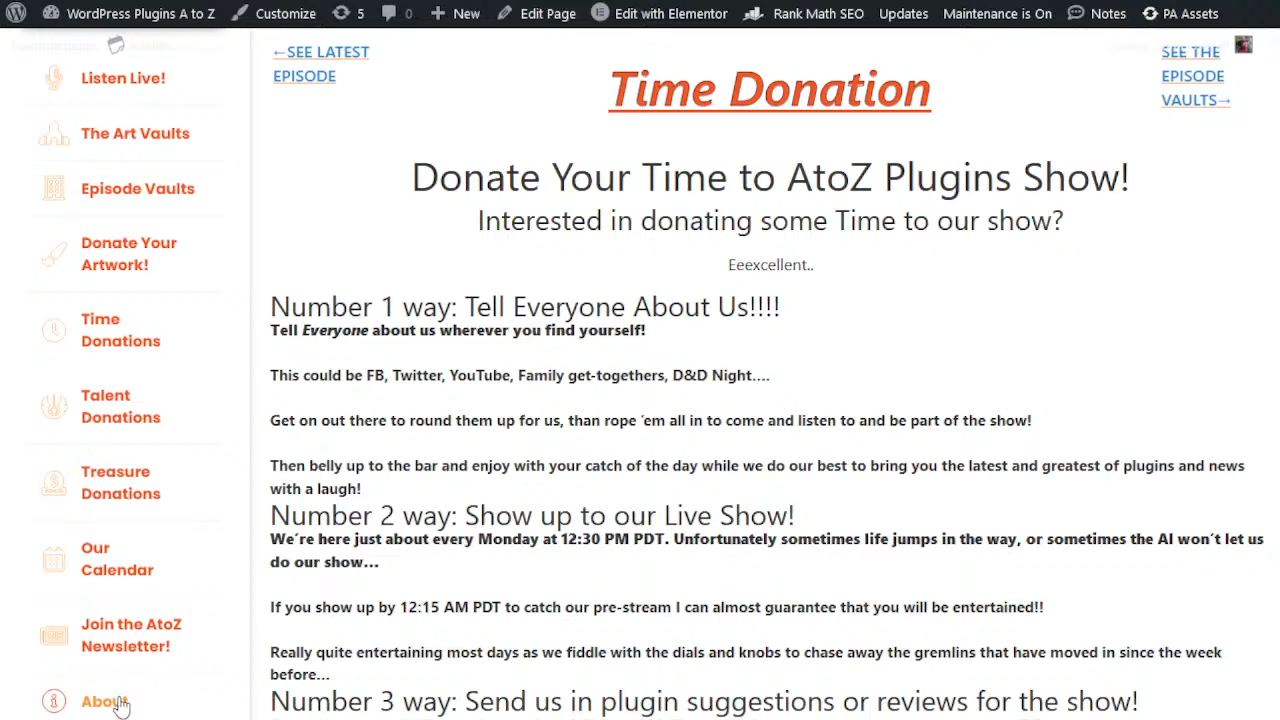 WordPress Plugins A to Z Customize 5 0 New Edit Page Edit with Elementor Rank Math SEO Updates Maintenance is On Notes PA Assets
Listen Live!
The Art Vaults
Episode Vaults
Donate Your
Artwork!
Time
Donations
Talent
Donations
Treasure
Donations
Our
Calendar
Join the AtoZ
Newsletter!
About
←SEE LATEST
EPISODE
Time Donation
SEE THE
EPISODE
VAULTS→
Donate Your Time to AtoZ Plugins Show!
Interested in donating some Time to our show?
Eeexcellent..
Number 1 way: Tell Everyone About Us!!!!
Tell Everyone about us wherever you find yourself!
This could be FB, Twitter, YouTube, Family get-togethers, D&D Night....
Get on out there to round them up for us, than rope ´em all in to come and listen to and be part of the show!
Then belly up to the bar and enjoy with your catch of the day while we do our best to bring you the latest and greatest of plugins and news
with a laugh!
Number 2 way: Show up to our Live Show!
We´re here just about every Monday at 12:30 PM PDT. Unfortunately sometimes life jumps in the way, or sometimes the AI won´t let us
do our show...
If you show up by 12:15 AM PDT to catch our pre-stream I can almost guarantee that you will be entertained!!
Really quite entertaining most days as we fiddle with the dials and knobs to chase away the gremlins that have moved in since the week
before...
Number 3 way: Send us in plugin suggestions or reviews for the show!